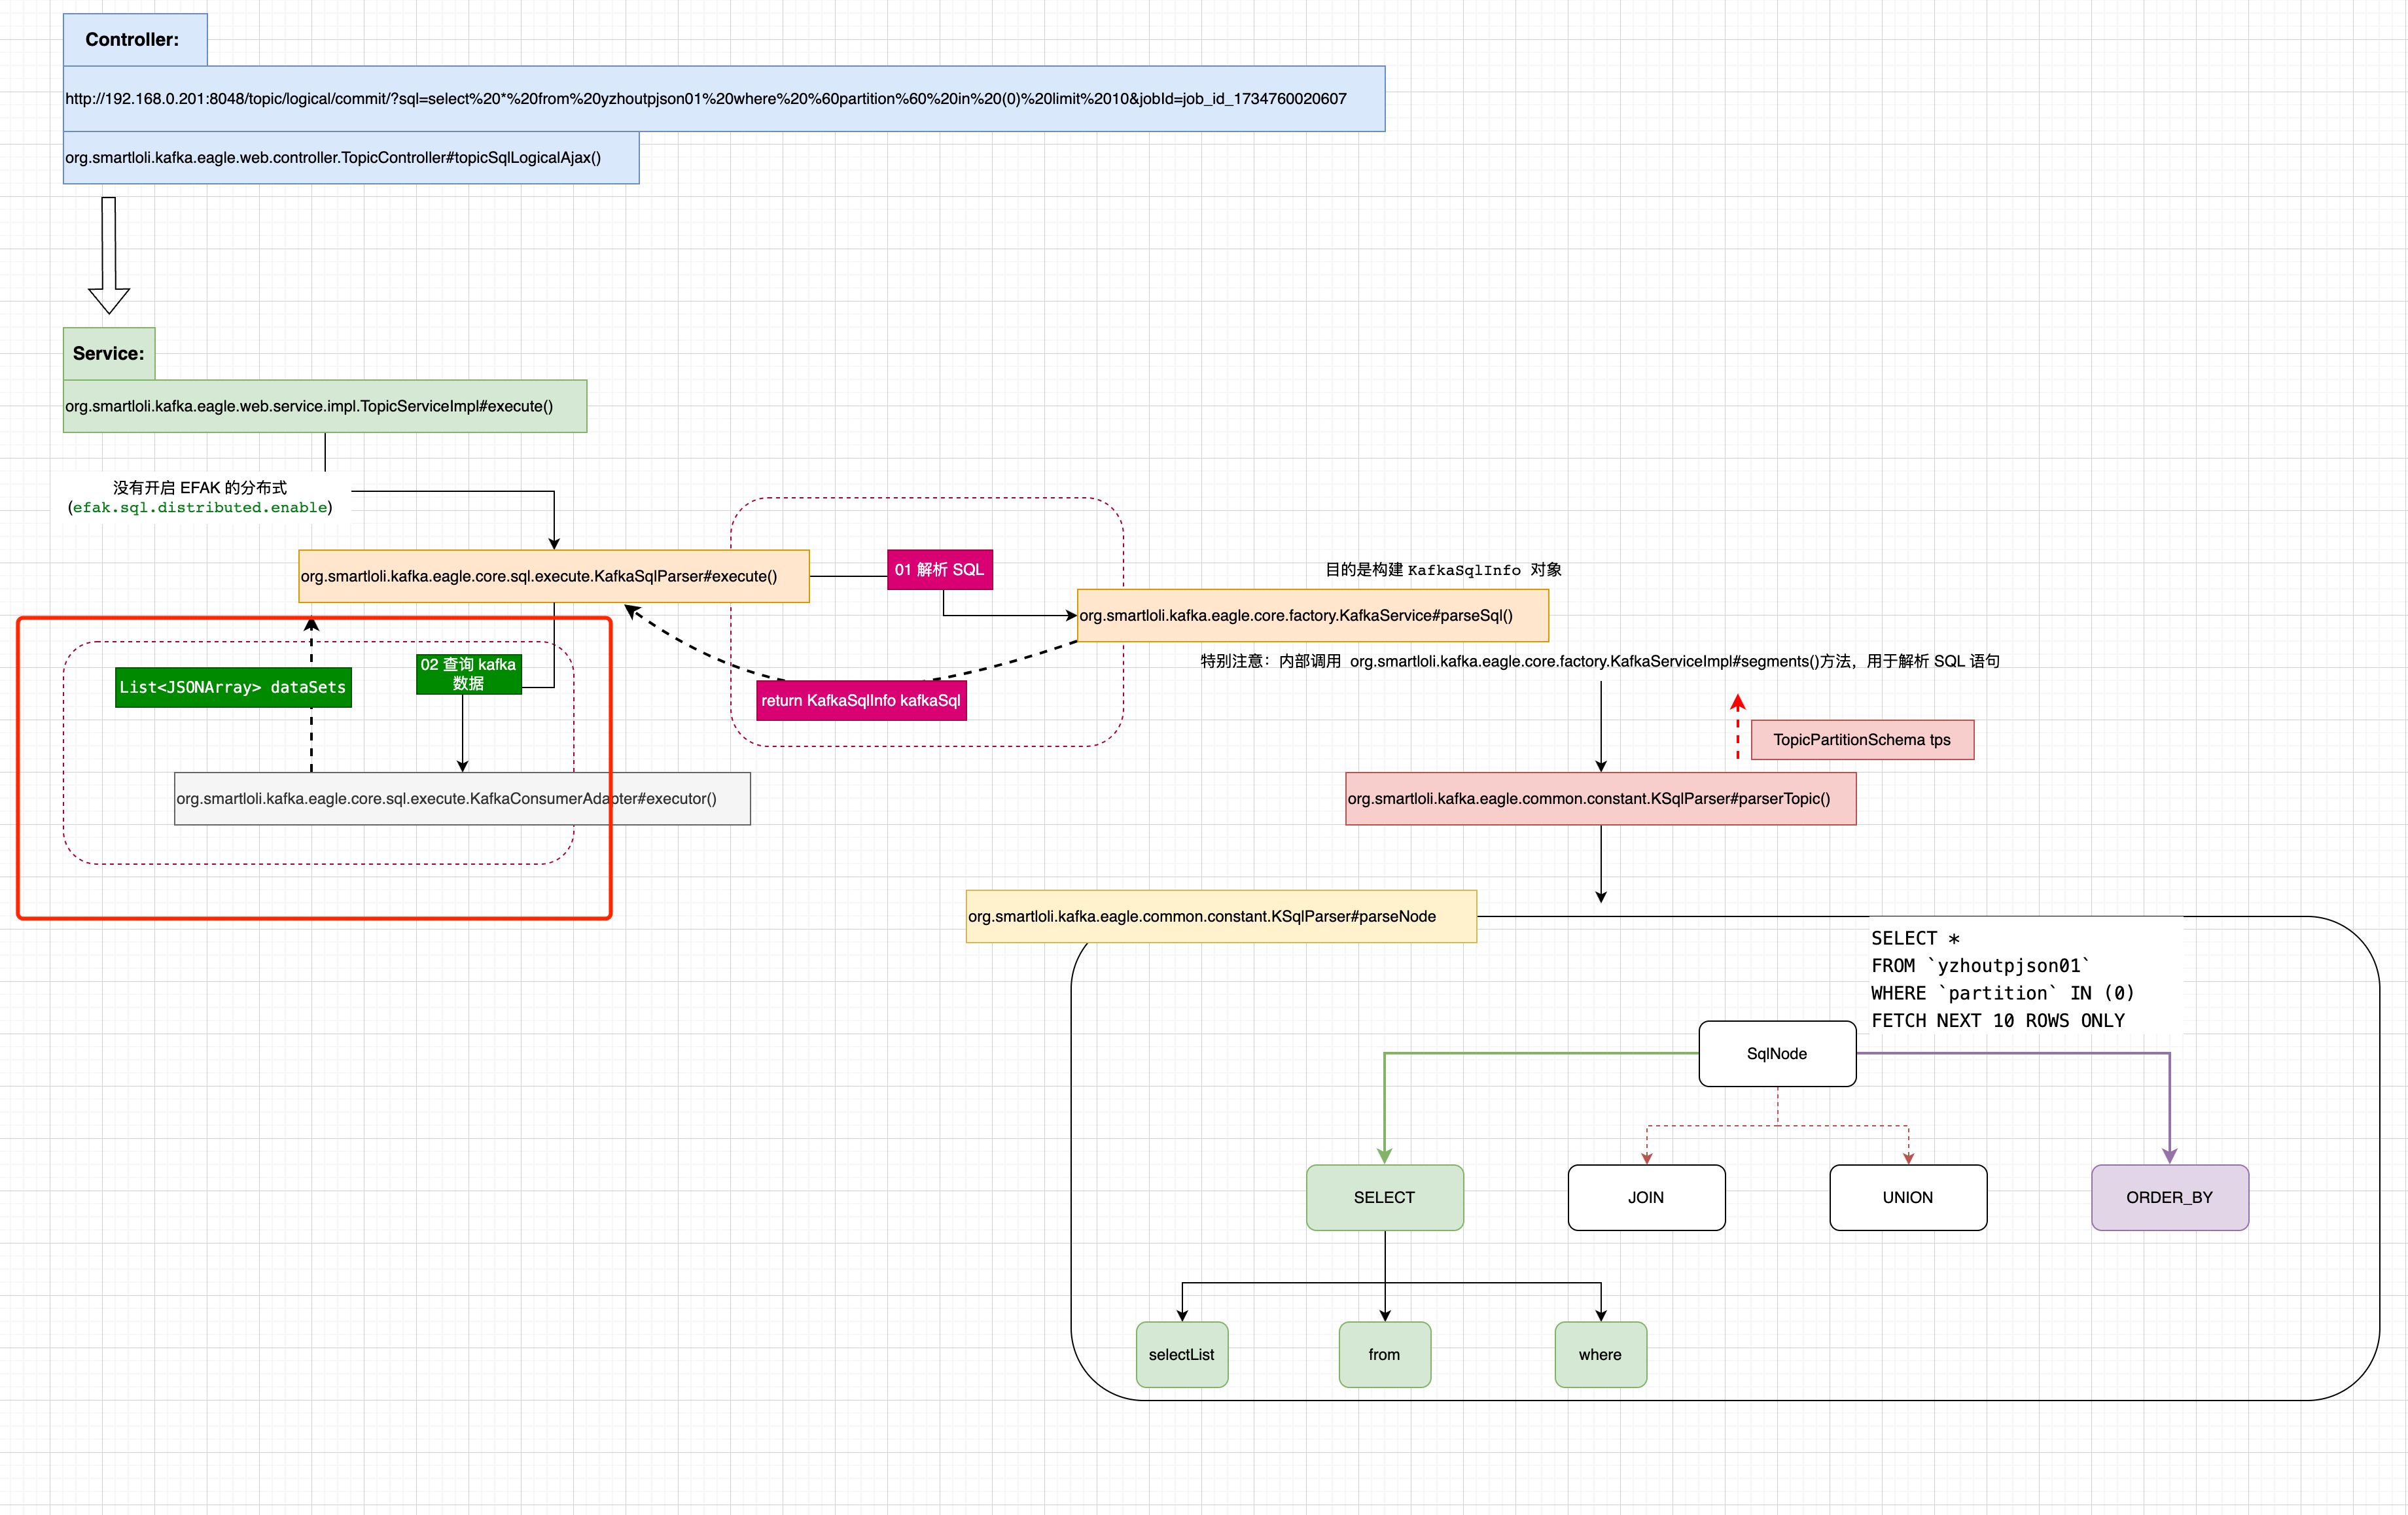 Controller:
http://192.168.0.201:8048/topic/logical/commit/?sql=select%20*%20from%20yzhoutpjson01%20where%20%60partition%60%20in%20(0)%20limit%2010&jobId=job_id_1734760020607
org.smartloli.kafka.eagle.web.controller.TopicController#topicSqlLogicalAjax()
Service:
org.smartloli.kafka.eagle.web.service.impl.TopicServiceImpl#execute()
没有开启 EFAK 的分布式
(efak.sql.distributed.enable)
org.smartloli.kafka.eagle.core.sql.execute.KafkaSqlParser#execute()
01 解析 SQL
目的是构建 KafkaSqlInfo 对象
org.smartloli.kafka.eagle.core.factory.KafkaService#parseSql()
特别注意：内部调用 org.smartloli.kafka.eagle.core.factory.KafkaServiceImpl#segments()方法，用于解析 SQL 语句
02 查询 kafka
数据
List<JSONArray> dataSets
return KafkaSqlInfo kafkaSql
TopicPartitionSchema tps
org.smartloli.kafka.eagle.core.sql.execute.KafkaConsumerAdapter#executor()
org.smartloli.kafka.eagle.common.constant.KSqlParser#parserTopic()
org.smartloli.kafka.eagle.common.constant.KSqlParser#parseNode
SELECT *
FROM `yzhoutpjson01`
WHERE `partition` IN (0)
FETCH NEXT 10 ROWS ONLY
SqlNode
SELECT
JOIN
UNION
ORDER_BY
selectList
from
where